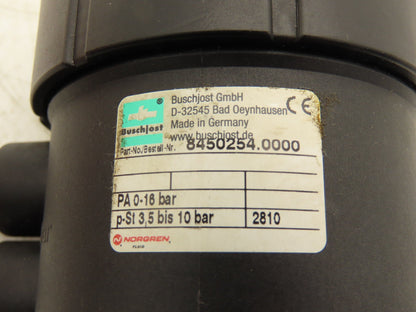 Buschjost GmbH
D-32545 Bad Oeynhausen
Made in Germany
www.buschjost.de
CE
®
Buschjost
Part-No./Bestell-Nr. 8450254.0000
PA 0-16 bar
p-St 3,5 bis 10 bar 2810
NORGREN